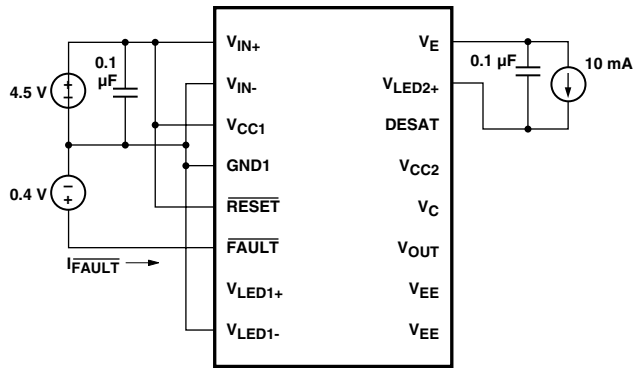 4.5 V
0.1
µF
0.4 V
I_FAULT
V_IN+
V_IN-
V_CC1
GND1
RESET
FAULT
V_LED1+
V_LED1-
V_E
V_LED2+
DESAT
V_CC2
V_C
V_OUT
V_EE
V_EE
0.1 µF
10 mA